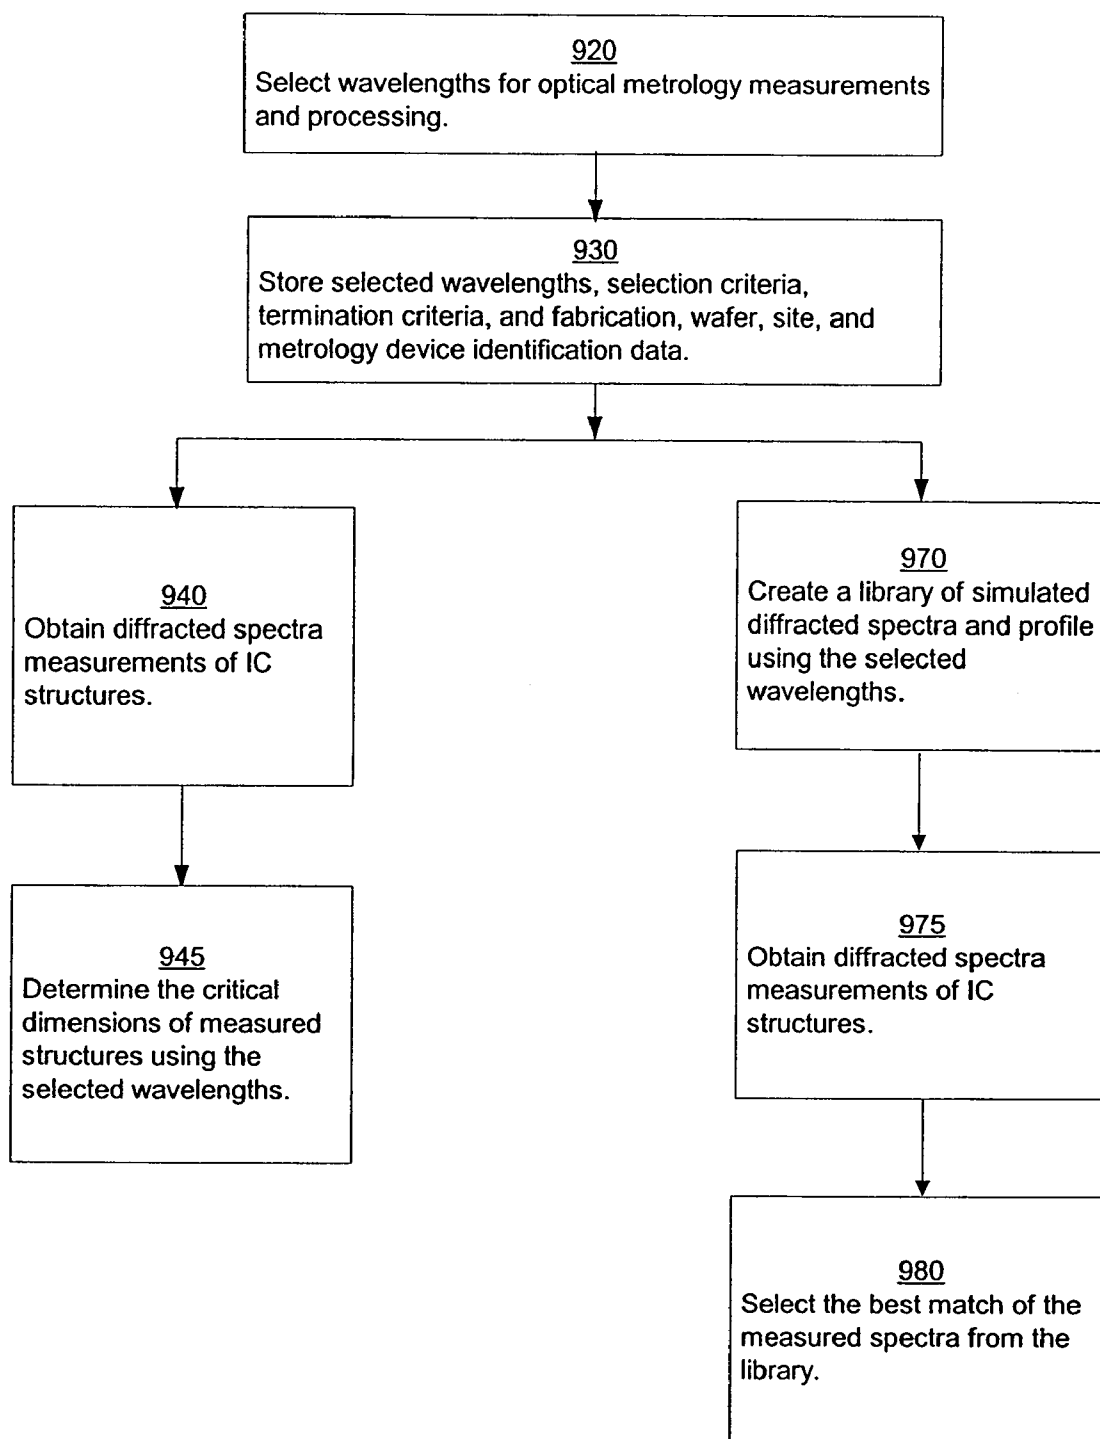 920
Select wavelengths for optical metrology measurements
and processing.
930
Store selected wavelengths, selection criteria,
termination criteria, and fabrication, wafer, site, and
metrology device identification data.
940
Obtain diffracted spectra
measurements of IC
structures.
945
Determine the critical
dimensions of measured
structures using the
selected wavelengths.
970
Create a library of simulated
diffracted spectra and profile
using the selected
wavelengths.
975
Obtain diffracted spectra
measurements of IC
structures.
980
Select the best match of the
measured spectra from the
library.